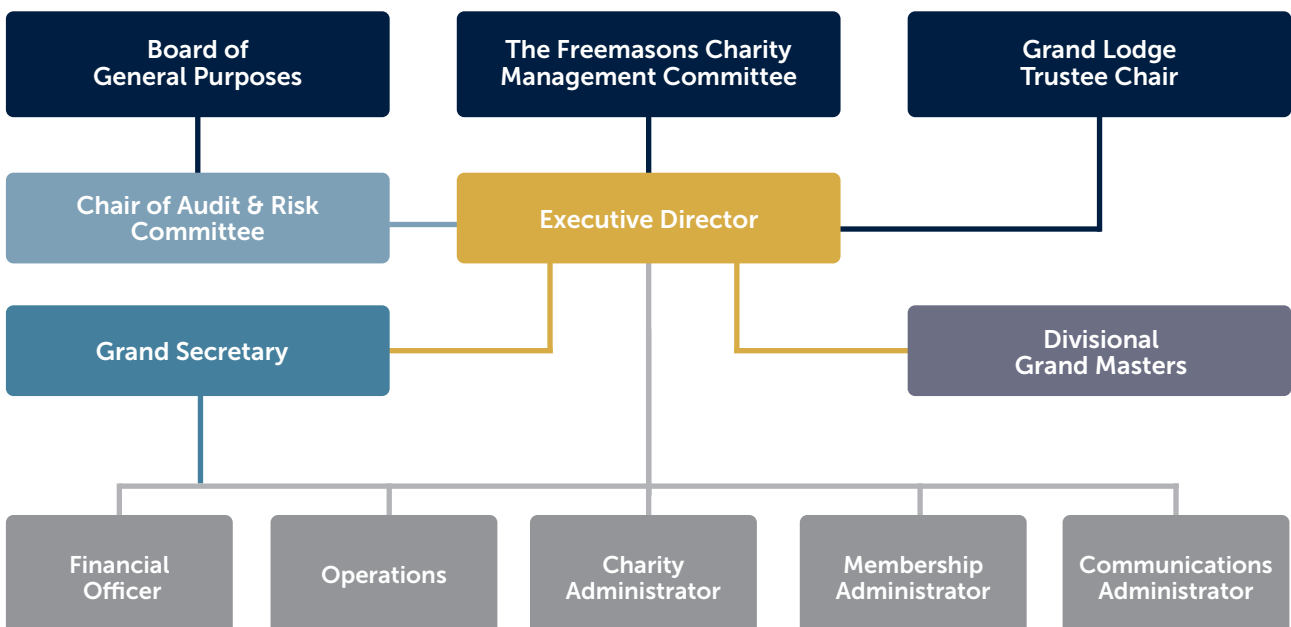 Board of
General Purposes
The Freemasons Charity
Management Committee
Grand Lodge
Trustee Chair
Chair of Audit & Risk
Committee
Executive Director
Grand Secretary
Divisional
Grand Masters
Financial
Officer
Operations
Charity
Administrator
Membership
Administrator
Communications
Administrator